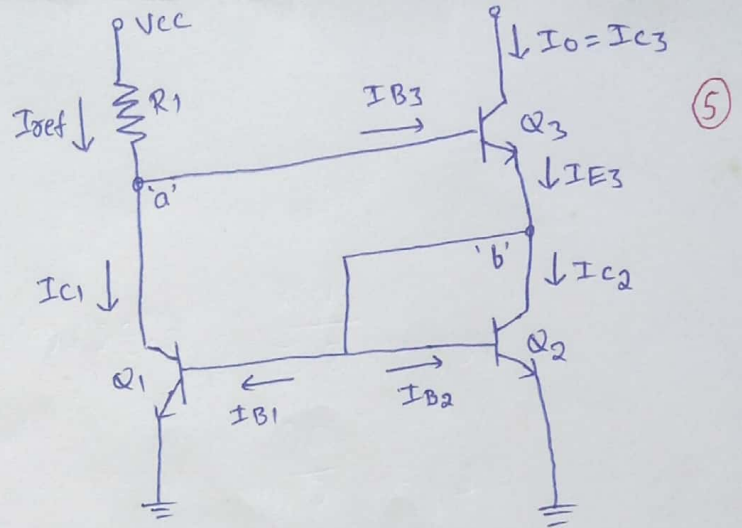 VCC
Io = IC3
Iref
R1
IB3
Q3
5
'a'
IE3
'b'
IC1
IC2
Q1
Q2
IB1
IB2